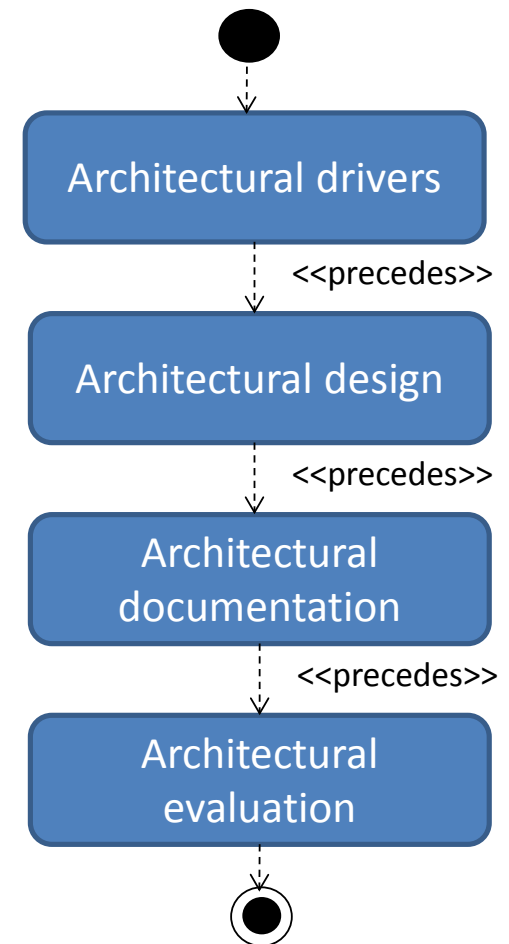 Architectural drivers
<<precedes>>
Architectural design
<<precedes>>
Architectural
documentation
<<precedes>>
Architectural
evaluation